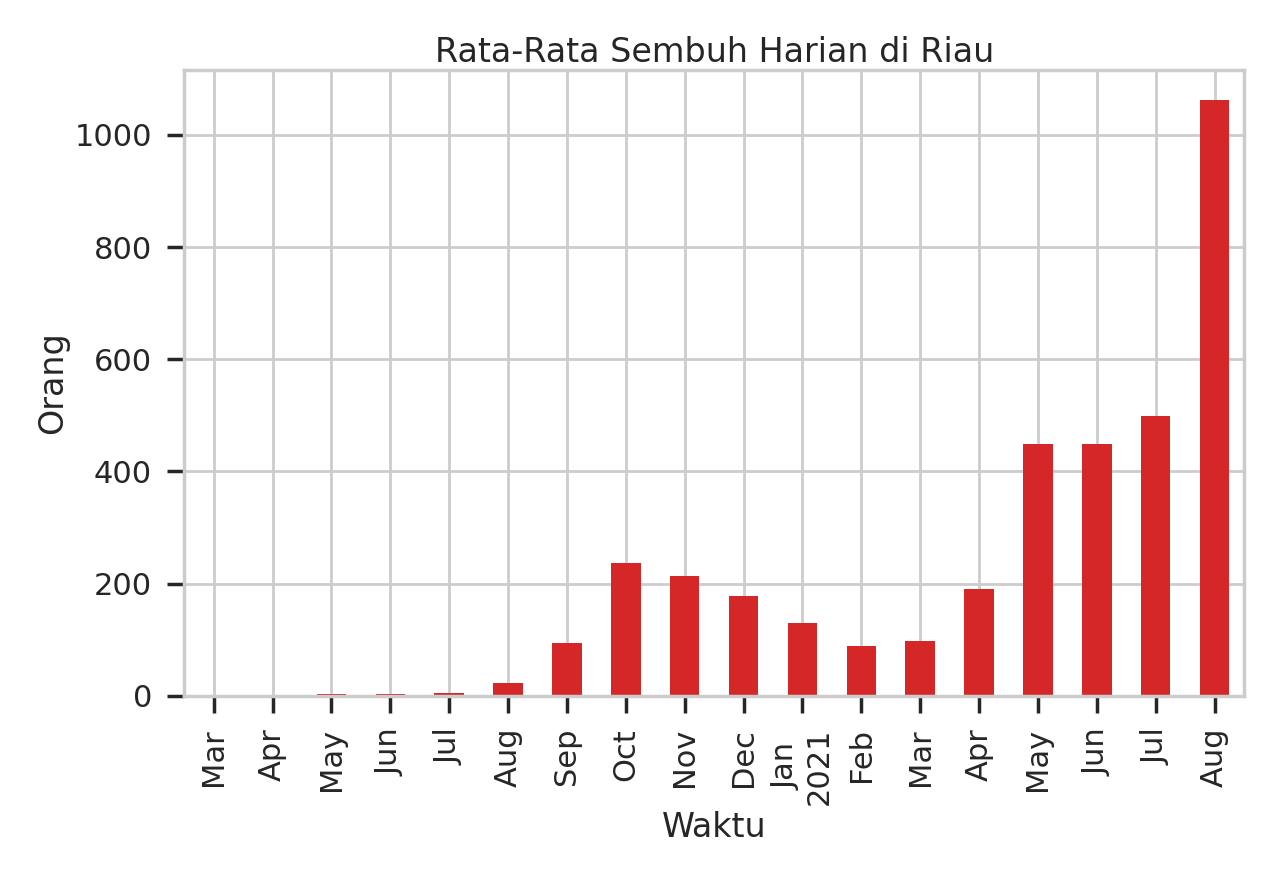 Rata-Rata Sembuh Harian di Riau
Orang
1000
800
600
400
200
0
Mar
Apr
May
Jun
Jul
Aug
Sep
Oct
Nov
Dec
Jan
2021
Feb
Mar
Apr
May
Jun
Jul
Aug
Waktu